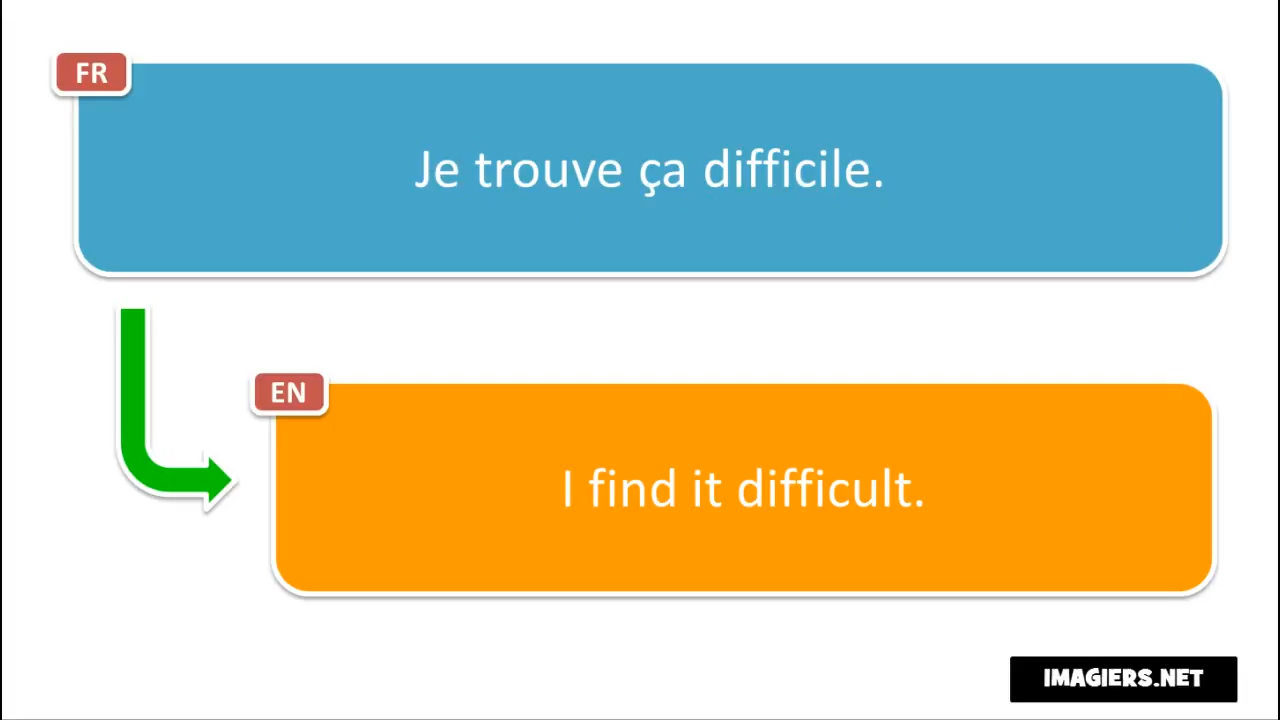 FR
Je trouve ça difficile.
EN
I find it difficult.
IMAGIERS.NET